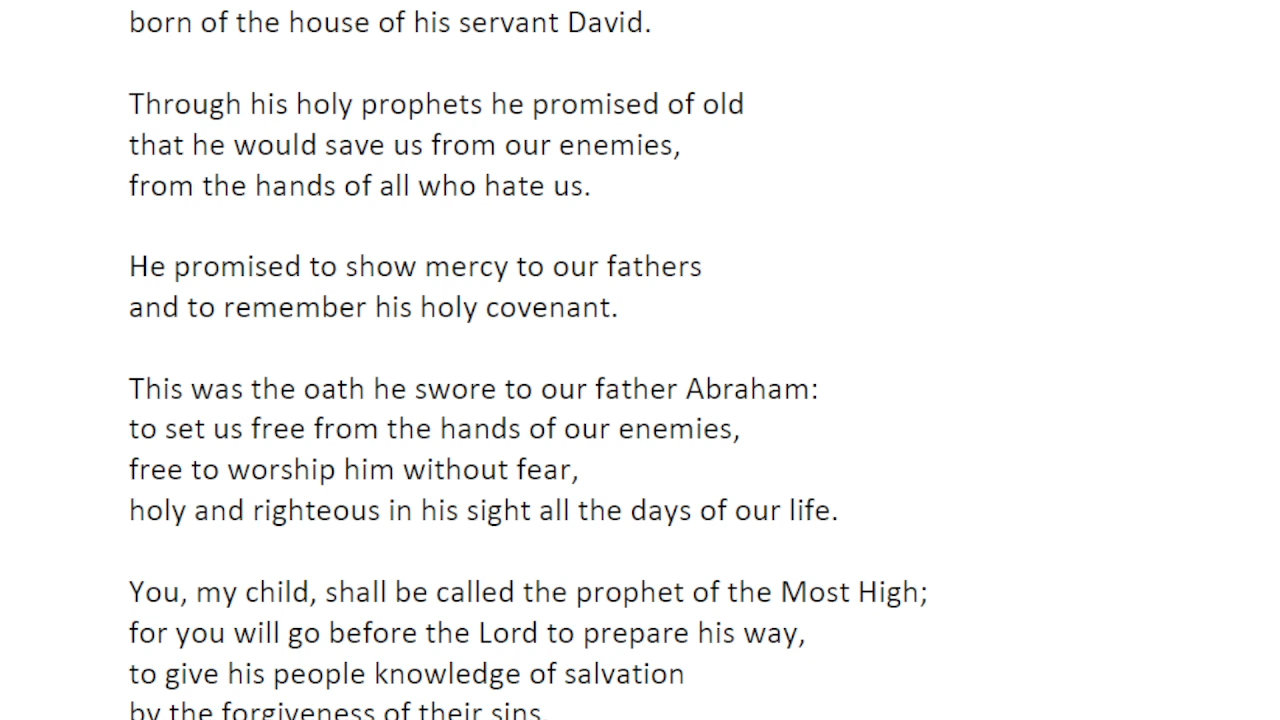 born of the house of his servant David.
Through his holy prophets he promised of old
that he would save us from our enemies,
from the hands of all who hate us.
He promised to show mercy to our fathers
and to remember his holy covenant.
This was the oath he swore to our father Abraham:
to set us free from the hands of our enemies,
free to worship him without fear,
holy and righteous in his sight all the days of our life.
You, my child, shall be called the prophet of the Most High;
for you will go before the Lord to prepare his way,
to give his people knowledge of salvation
by the forgiveness of their sins.